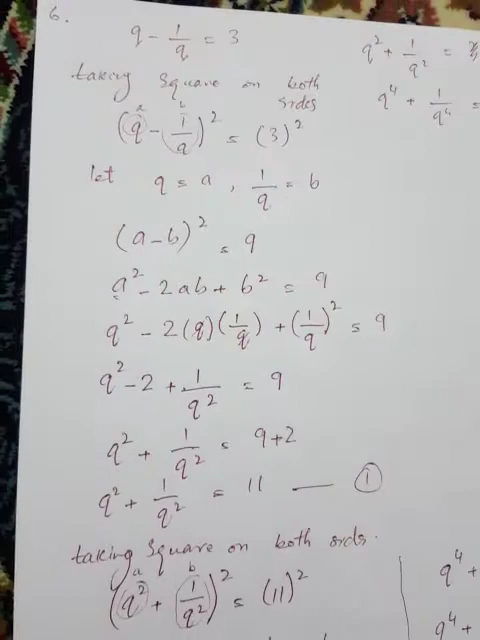 6.
q - 1/q = 3
q² + 1/q² =
taking square on both sides
q⁴ + 1/q⁴ =
a b
(q - 1/q)² = (3)²
let q = a, 1/q = b
(a-b)² = 9
a² - 2ab + b² = 9
q² - 2(q)(1/q) + (1/q)² = 9
q² - 2 + 1/q² = 9
q² + 1/q² = 9+2
q² + 1/q² = 11 — ①
taking square on both
a b
(q² + 1/q²)² = (11)²
q⁴ +
q⁴ +